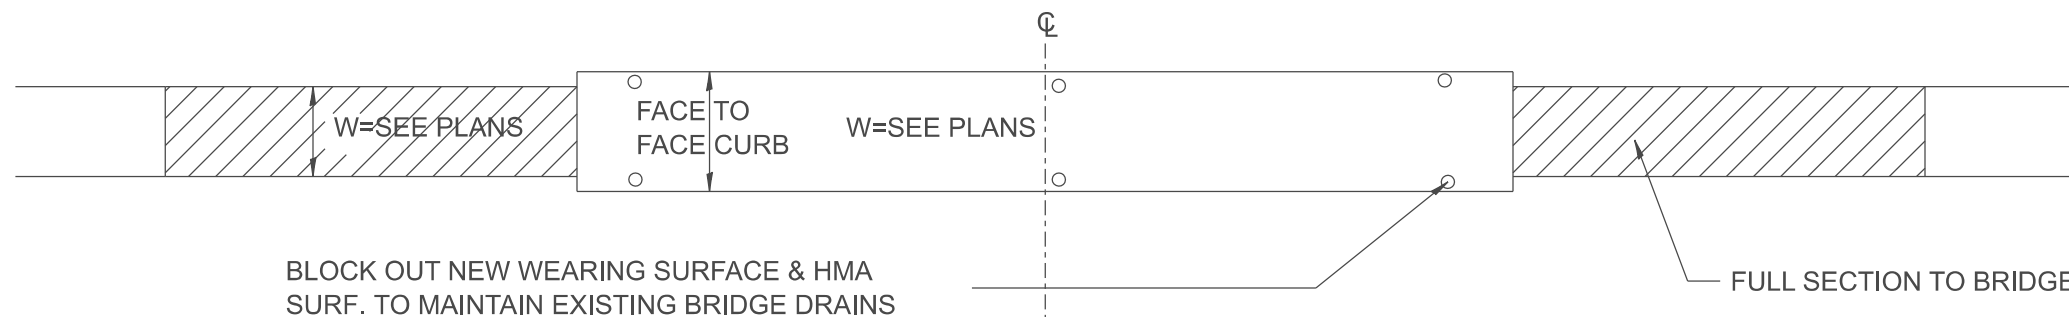 ℄
W=SEE PLANS
FACE TO
FACE CURB
W=SEE PLANS
BLOCK OUT NEW WEARING SURFACE & HMA
SURF. TO MAINTAIN EXISTING BRIDGE DRAINS
FULL SECTION TO BRIDGE